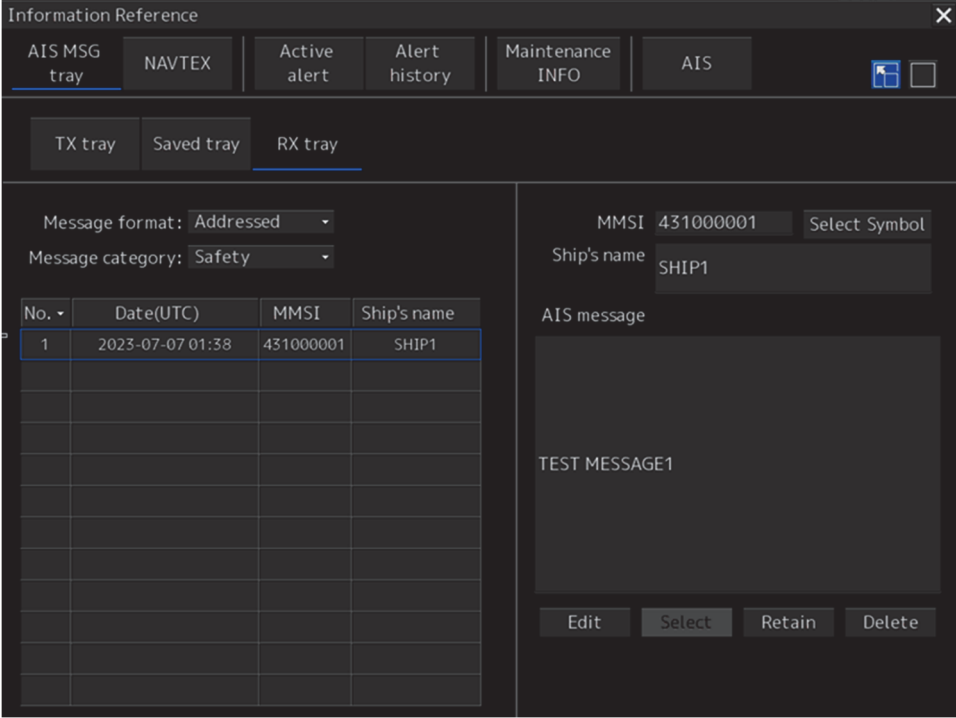 Information Reference
AIS MSG tray
NAVTEX
Active alert
Alert history
Maintenance INFO
AIS
TX tray
Saved tray
RX tray
Message format: Addressed
Message category: Safety
No. Date(UTC) MMSI Ship's name
1 2023-07-07 01:38 431000001 SHIP1
MMSI 431000001 Select Symbol
Ship's name SHIP1
AIS message
TEST MESSAGE1
Edit Select Retain Delete